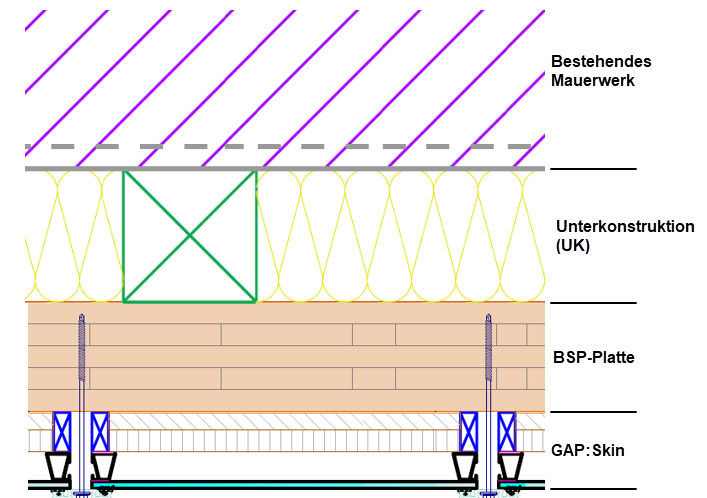 Bestehendes
Mauerwerk
Unterkonstruktion
(UK)
BSP-Platte
GAP:Skin